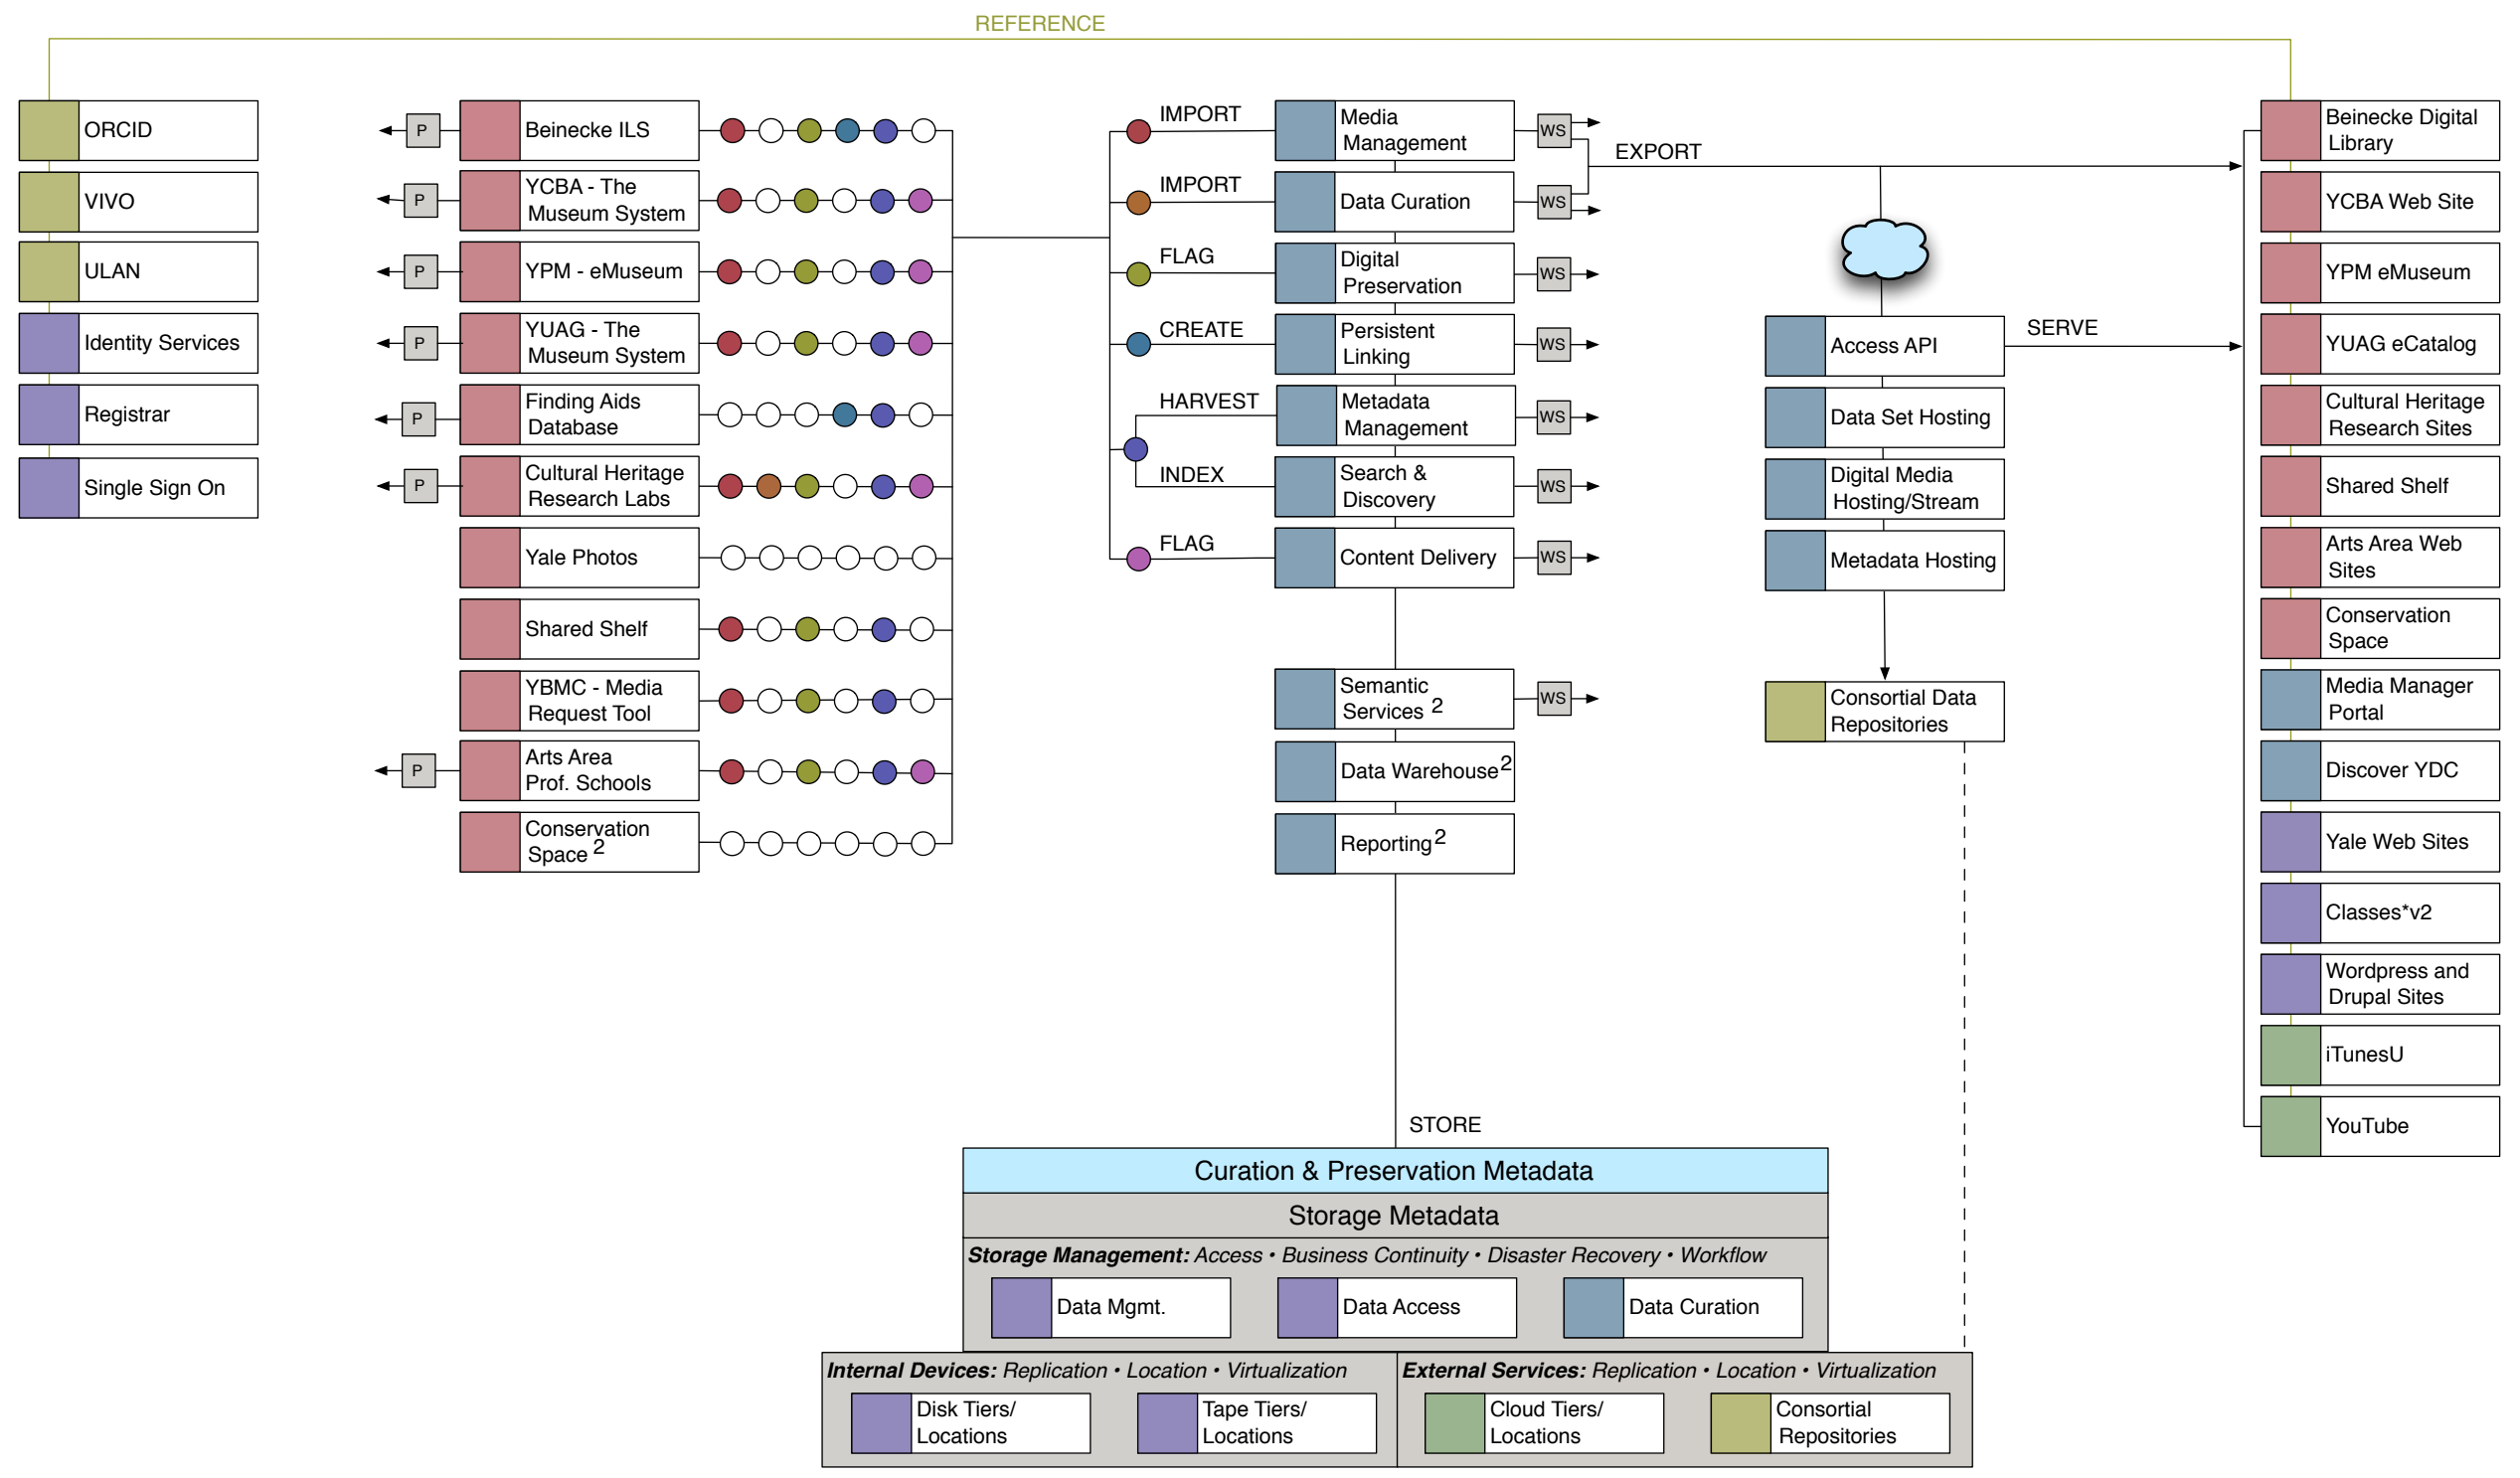 REFERENCE
ORCID
VIVO
ULAN
Identity Services
Registrar
Single Sign On
P
Beinecke ILS
P
YCBA - The
Museum System
P
YPM - eMuseum
P
YUAG - The
Museum System
P
Finding Aids
Database
P
Cultural Heritage
Research Labs
Yale Photos
Shared Shelf
YBMC - Media
Request Tool
P
Arts Area
Prof. Schools
Conservation
Space 2
IMPORT
Media
Management
WS
IMPORT
Data Curation
WS
FLAG
Digital
Preservation
WS
CREATE
Persistent
Linking
WS
HARVEST
Metadata
Management
WS
INDEX
Search &
Discovery
WS
FLAG
Content Delivery
WS
Semantic
Services 2
WS
Data Warehouse 2
Reporting 2
EXPORT
Access API
SERVE
Data Set Hosting
Digital Media
Hosting/Stream
Metadata Hosting
Consortial Data
Repositories
Beinecke Digital
Library
YCBA Web Site
YPM eMuseum
YUAG eCatalog
Cultural Heritage
Research Sites
Shared Shelf
Arts Area Web
Sites
Conservation
Space
Media Manager
Portal
Discover YDC
Yale Web Sites
Classes*v2
Wordpress and
Drupal Sites
iTunesU
YouTube
STORE
Curation & Preservation Metadata
Storage Metadata
Storage Management: Access • Business Continuity • Disaster Recovery • Workflow
Data Mgmt.
Data Access
Data Curation
Internal Devices: Replication • Location • Virtualization
Disk Tiers/
Locations
Tape Tiers/
Locations
External Services: Replication • Location • Virtualization
Cloud Tiers/
Locations
Consortial
Repositories